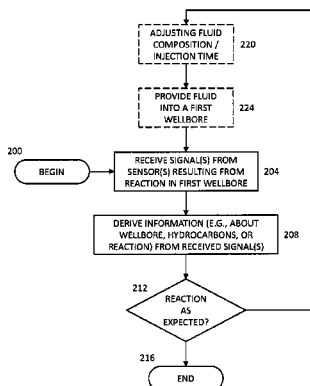 ADJUSTING FLUID
COMPOSITION /
INJECTION TIME
220
PROVIDE FLUID
INTO A FIRST
WELLBORE
224
200
BEGIN
RECEIVE SIGNAL(S) FROM
SENSOR(S) RESULTING FROM
REACTION IN FIRST WELLBORE
204
DERIVE INFORMATION (E.G., ABOUT
WELLBORE, HYDROCARBONS, OR
REACTION) FROM RECEIVED SIGNAL(S)
208
212
REACTION
AS
EXPECTED?
216
END